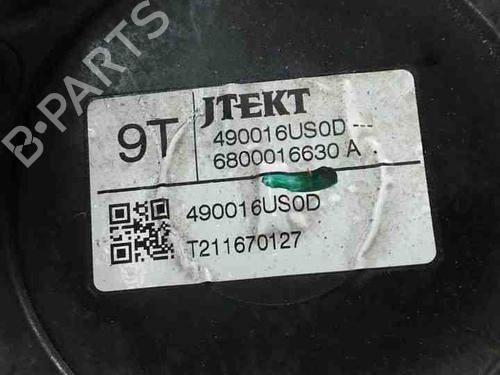 B-PARTS
9T
JTEKT
490016US0D ---
6800016630 A
490016US0D
T211670127